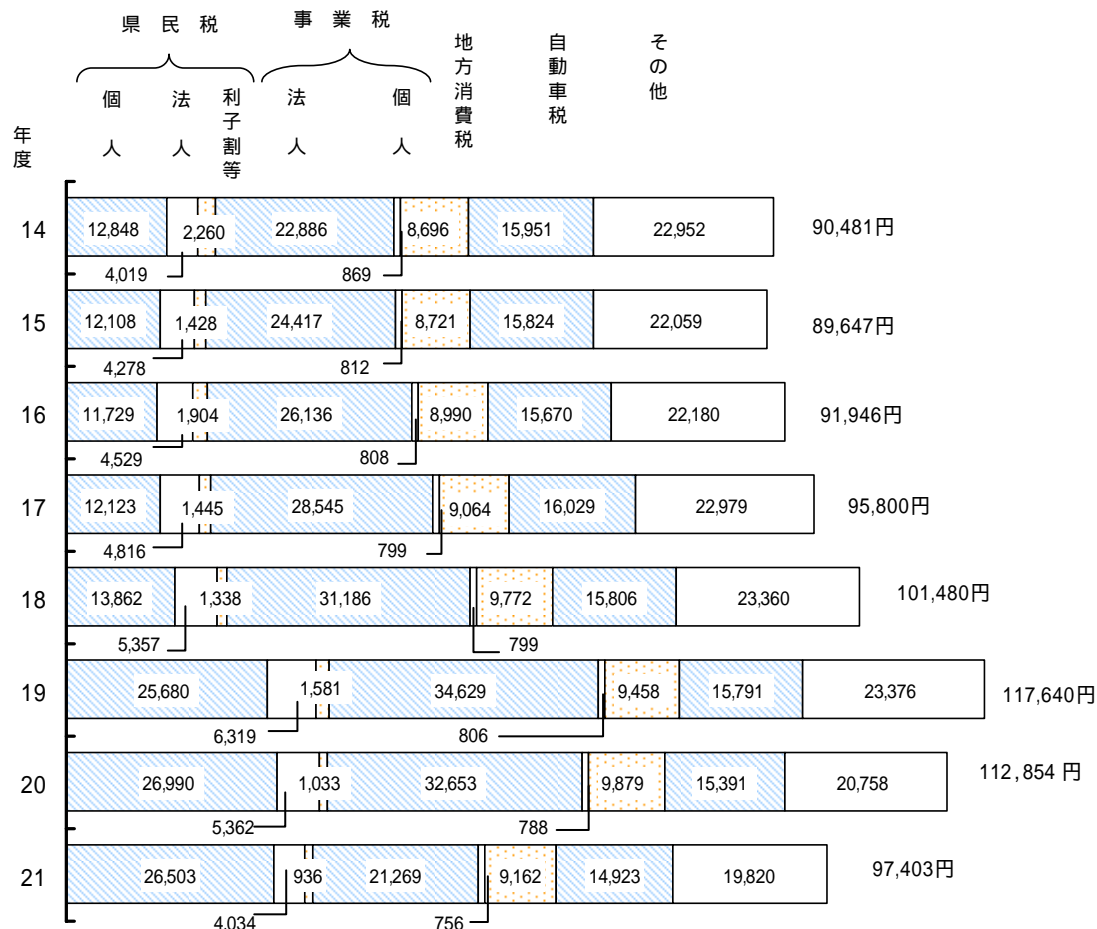 県民税 事業税
年度 個人 法人 利子割等 法人 個人 地方消費税 自動車税 その他
14 12,848 2,260 22,886 8,696 15,951 22,952 90,481円
4,019 869
15 12,108 1,428 24,417 8,721 15,824 22,059 89,647円
4,278 812
16 11,729 1,904 26,136 8,990 15,670 22,180 91,946円
4,529 808
17 12,123 1,445 28,545 9,064 16,029 22,979 95,800円
4,816 799
18 13,862 1,338 31,186 9,772 15,806 23,360 101,480円
5,357 799
19 25,680 1,581 34,629 9,458 15,791 23,376 117,640円
6,319 806
20 26,990 1,033 32,653 9,879 15,391 20,758 112,854円
5,362 788
21 26,503 936 21,269 9,162 14,923 19,820 97,403円
4,034 756